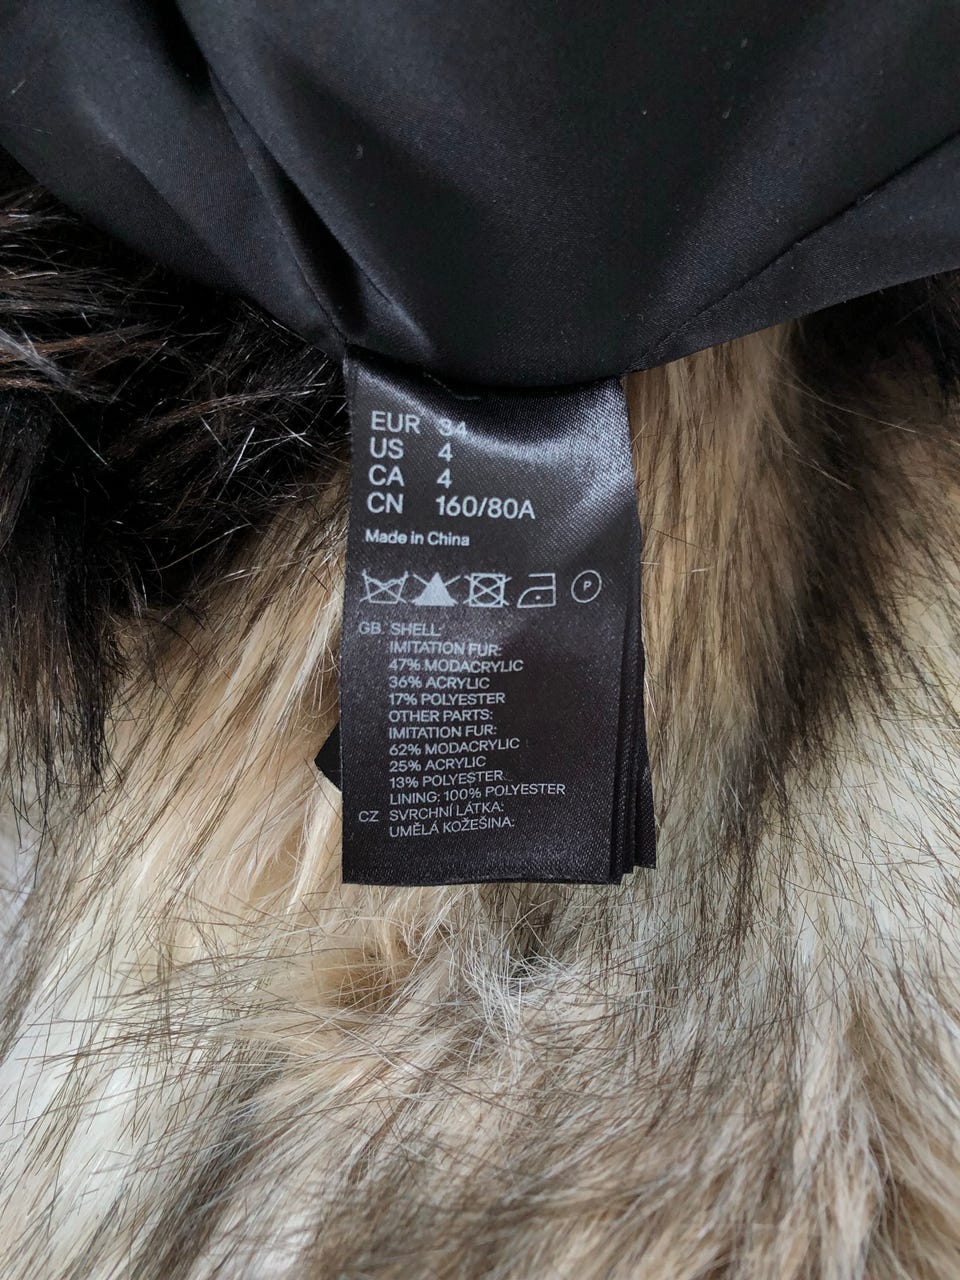 EUR 34
US 4
CA 4
CN 160/80A
Made in China
P
GB SHELL:
IMITATION FUR:
47% MODACRYLIC
36% ACRYLIC
17% POLYESTER
OTHER PARTS:
IMITATION FUR:
62% MODACRYLIC
25% ACRYLIC
13% POLYESTER
LINING: 100% POLYESTER
CZ SVRCHNÍ LÁTKA:
UMĚLÁ KOŽEŠINA: